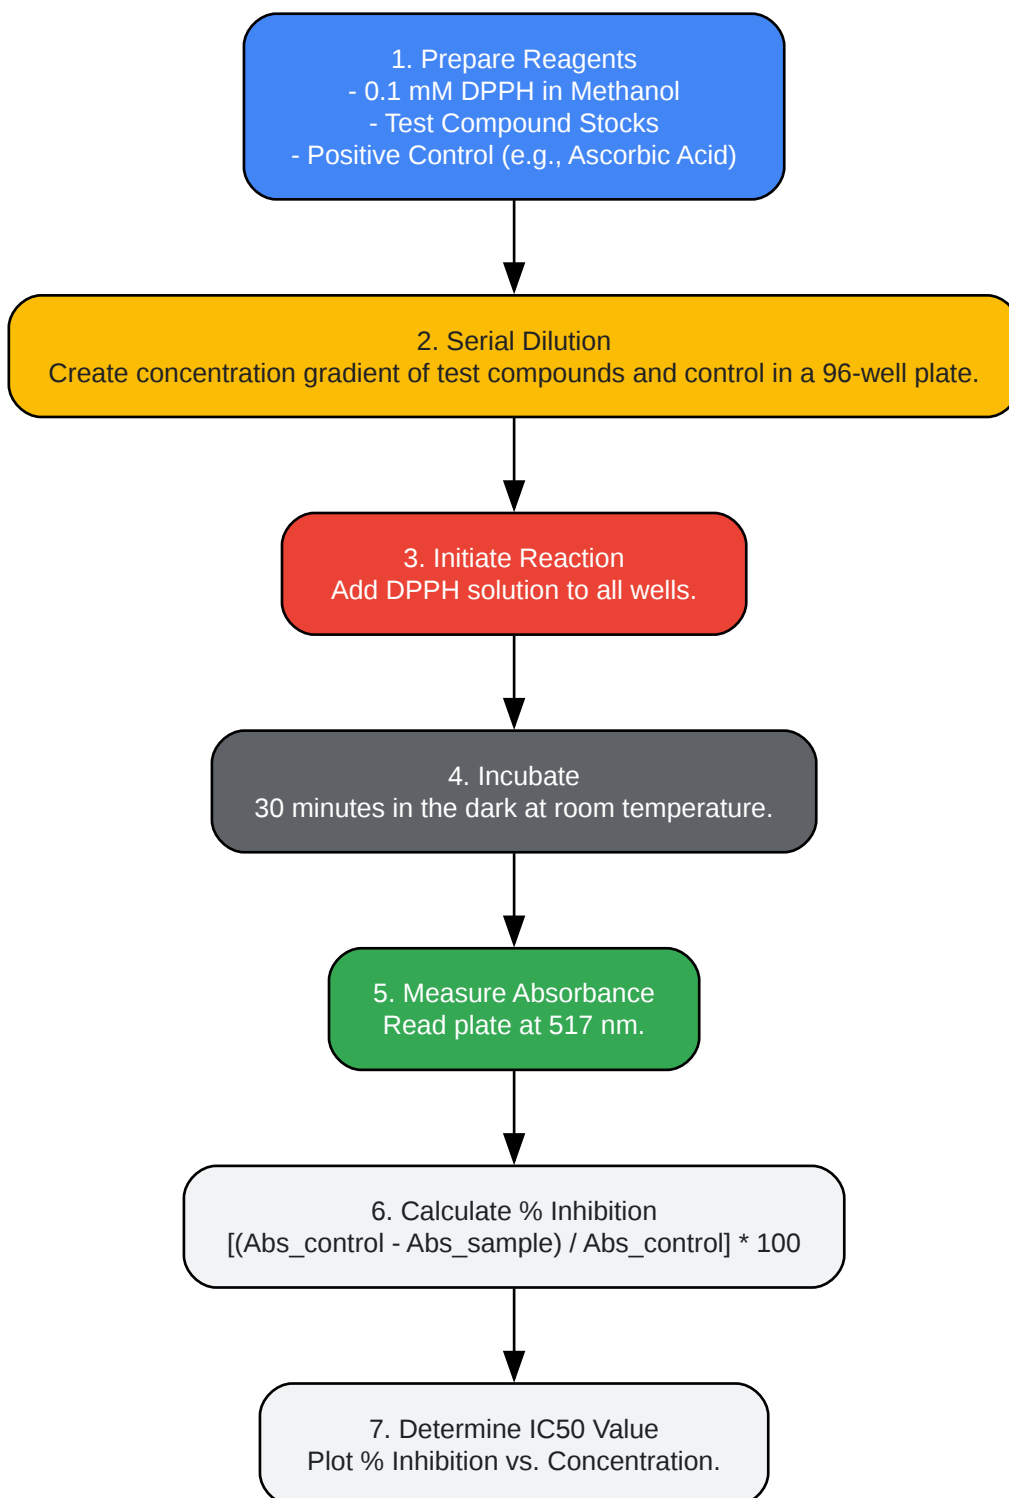 1. Prepare Reagents
- 0.1 mM DPPH in Methanol
- Test Compound Stocks
- Positive Control (e.g., Ascorbic Acid)
2. Serial Dilution
Create concentration gradient of test compounds and control in a 96-well plate.
3. Initiate Reaction
Add DPPH solution to all wells.
4. Incubate
30 minutes in the dark at room temperature.
5. Measure Absorbance
Read plate at 517 nm.
6. Calculate % Inhibition
[(Abs_control - Abs_sample) / Abs_control] * 100
7. Determine IC50 Value
Plot % Inhibition vs. Concentration.